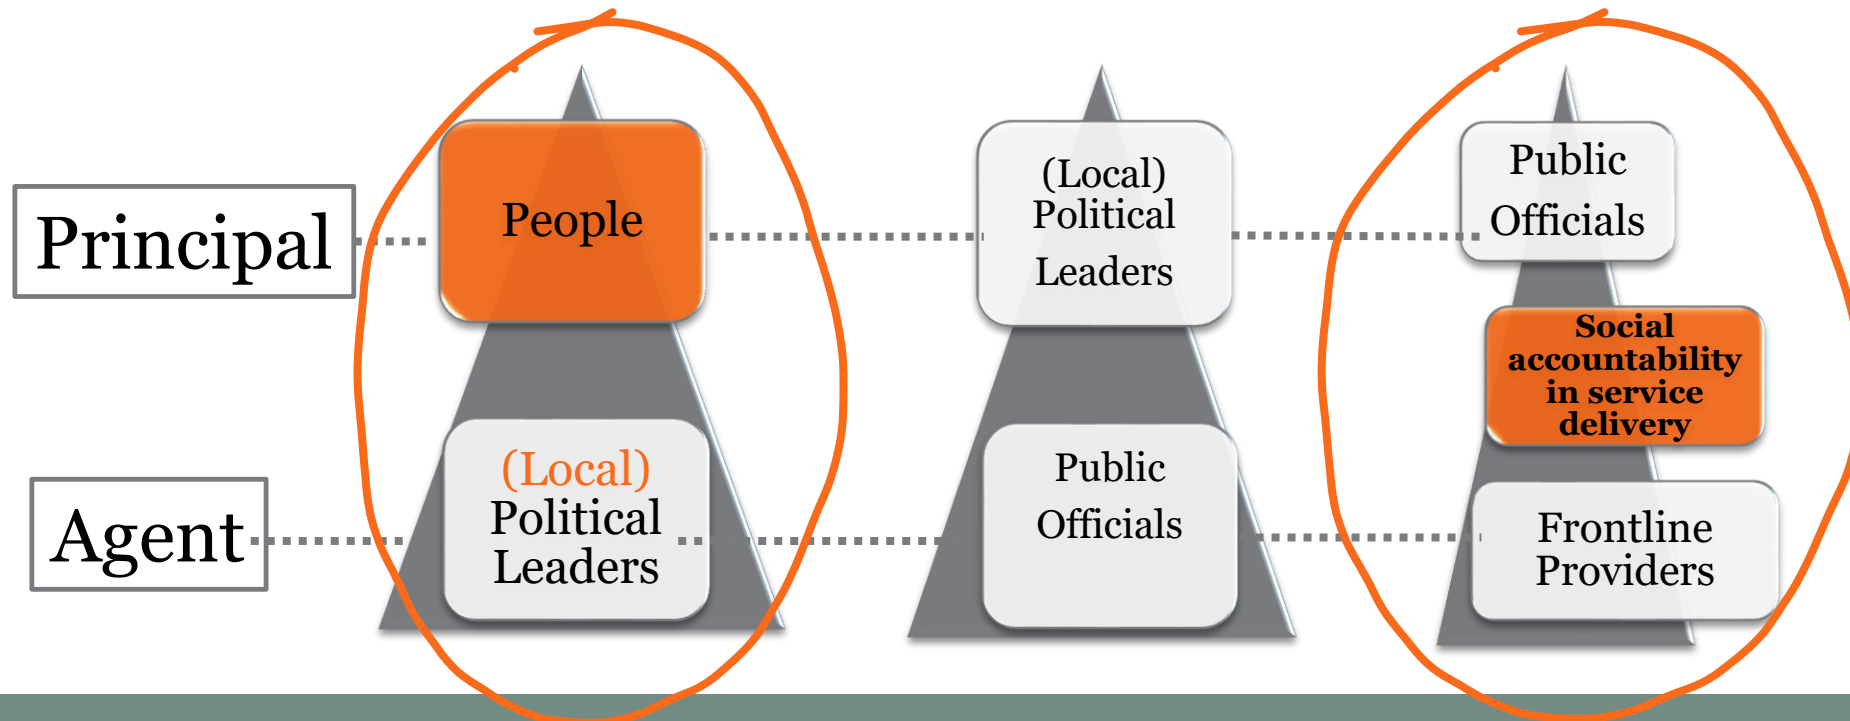 Principal
People
(Local)
Political
Leaders
Public
Officials
Social
accountability
in service
delivery
Agent
(Local)
Political
Leaders
Public
Officials
Frontline
Providers